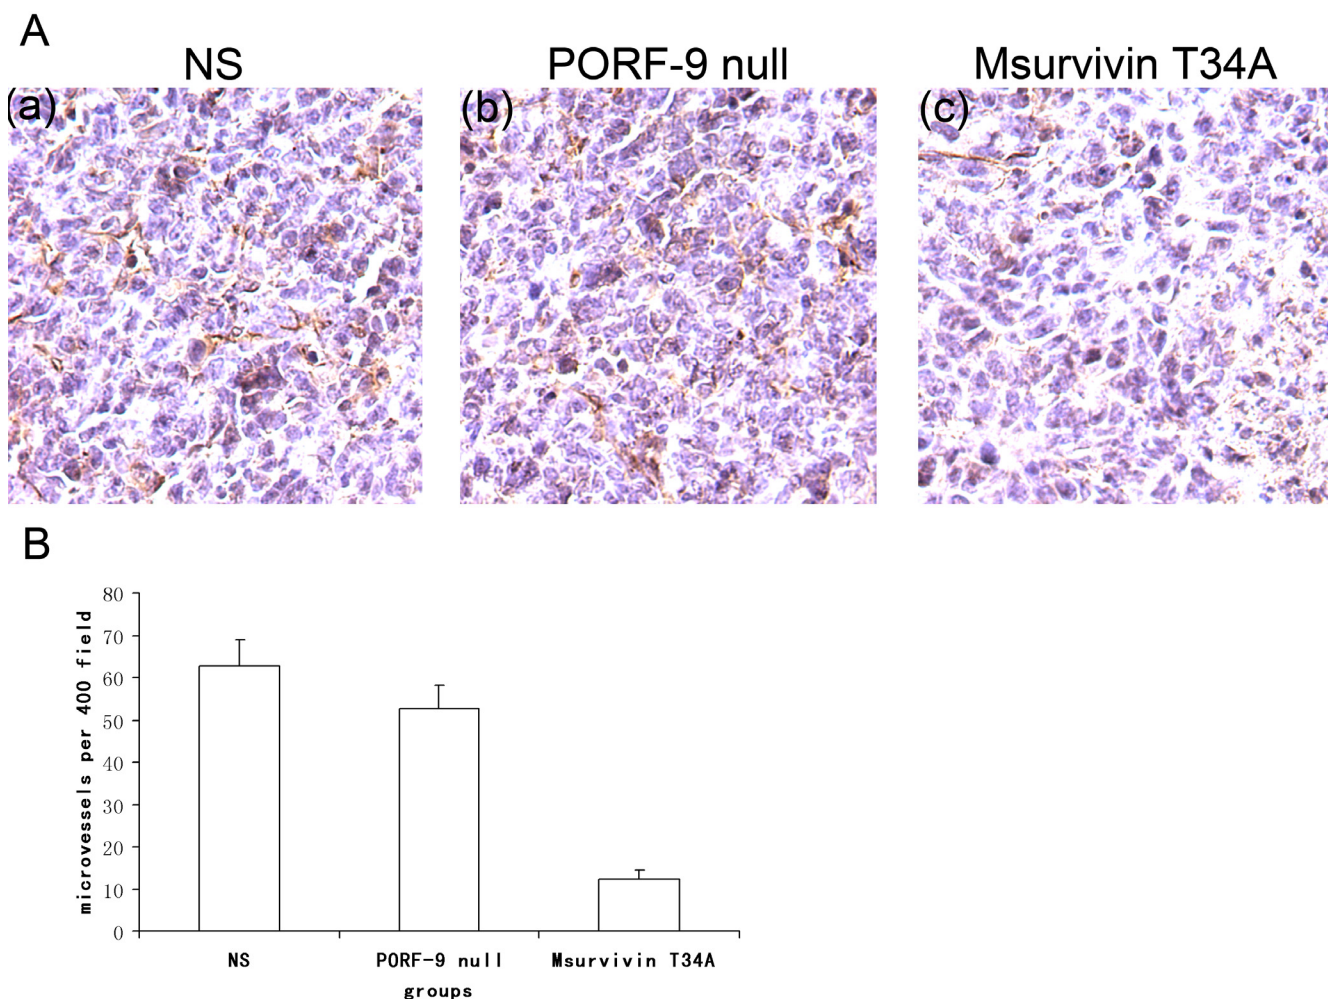 A
NS PORF-9 null Msurvivin T34A
(a) (b) (c)
B
80
70
60
50
40
30
20
10
0
microvessels per 400 field
NS PORF-9 null Msurvivin T34A
groups